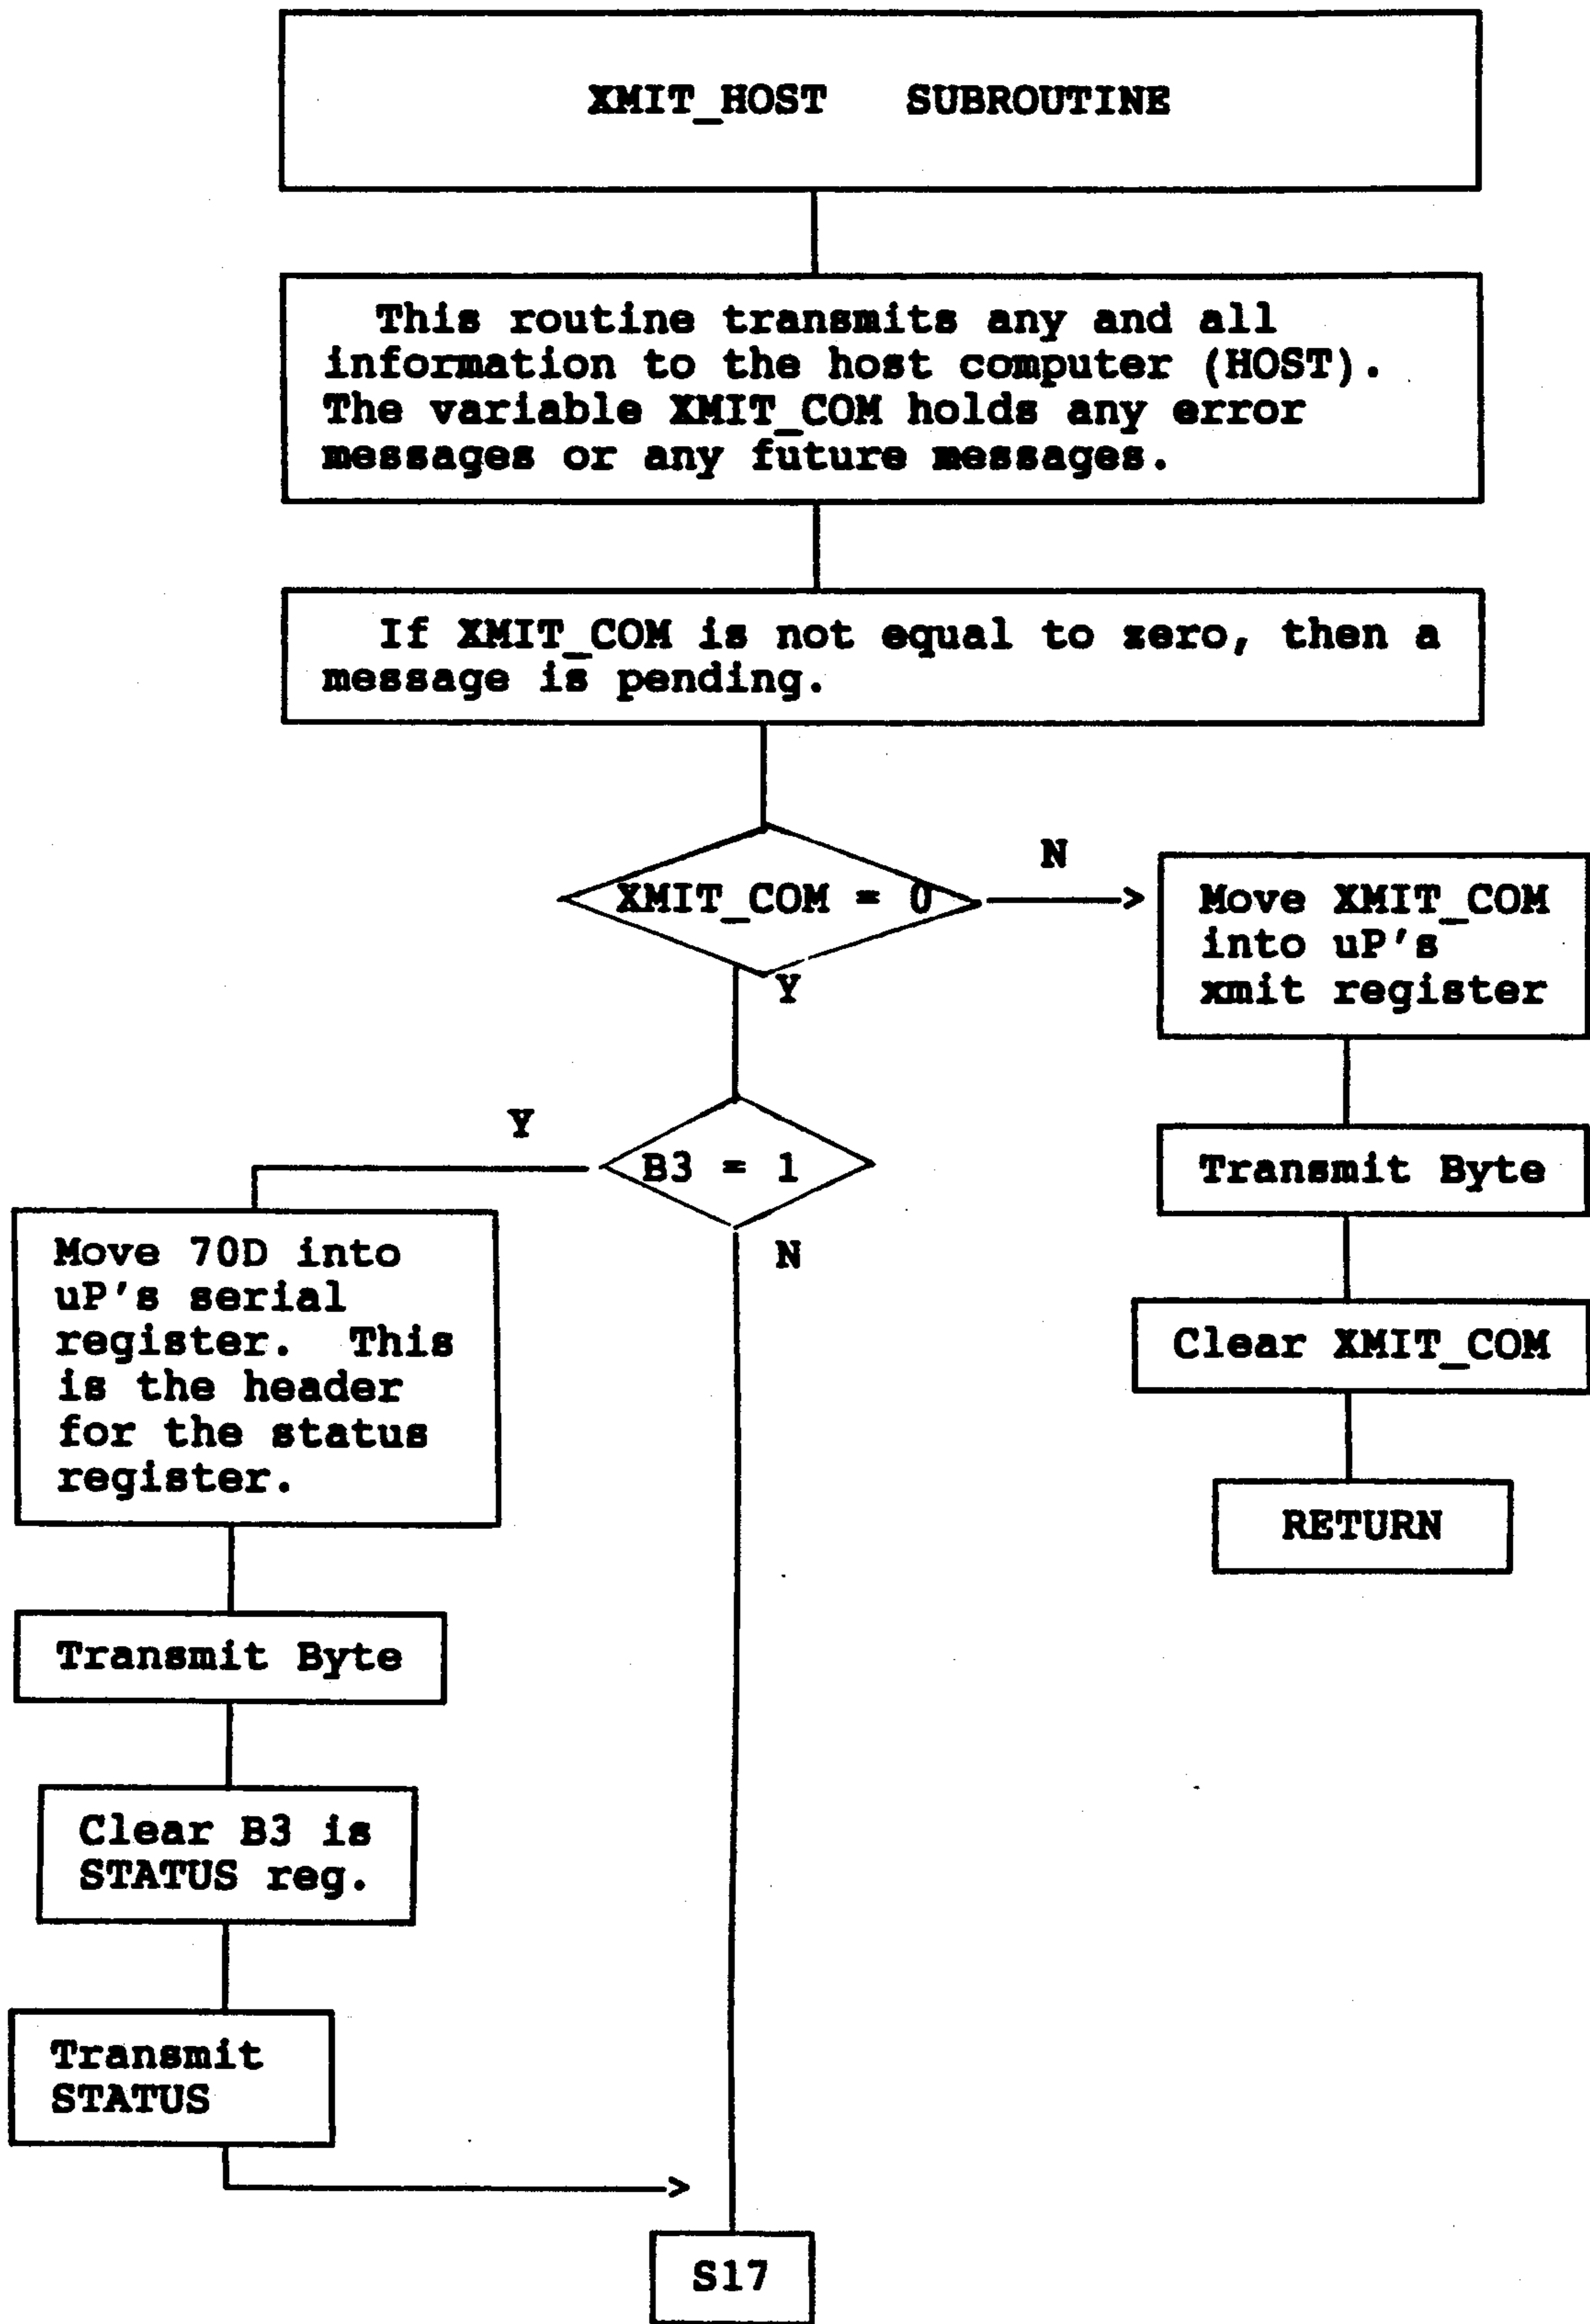 XMIT_HOST SUBROUTINE
This routine transmits any and all
information to the host computer (HOST).
The variable XMIT_COM holds any error
messages or any future messages.
If XMIT_COM is not equal to zero, then a
message is pending.
XMIT_COM = 0
N
Y
Move XMIT_COM
into uP's
xmit register
Transmit Byte
Clear XMIT_COM
RETURN
B3 = 1
Y
N
Move 70D into
uP's serial
register. This
is the header
for the status
register.
Transmit Byte
Clear B3 is
STATUS reg.
Transmit
STATUS
S17